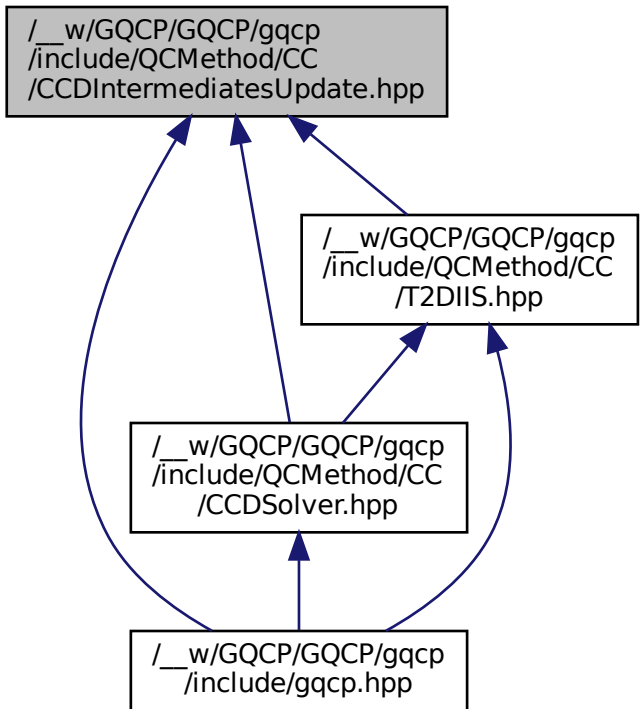 /__w/GQCP/GQCP/gqcp
/include/QCMethod/CC
/CCDIntermediatesUpdate.hpp
/__w/GQCP/GQCP/gqcp
/include/QCMethod/CC
/T2DIIS.hpp
/__w/GQCP/GQCP/gqcp
/include/QCMethod/CC
/CCDSolver.hpp
/__w/GQCP/GQCP/gqcp
/include/gqcp.hpp